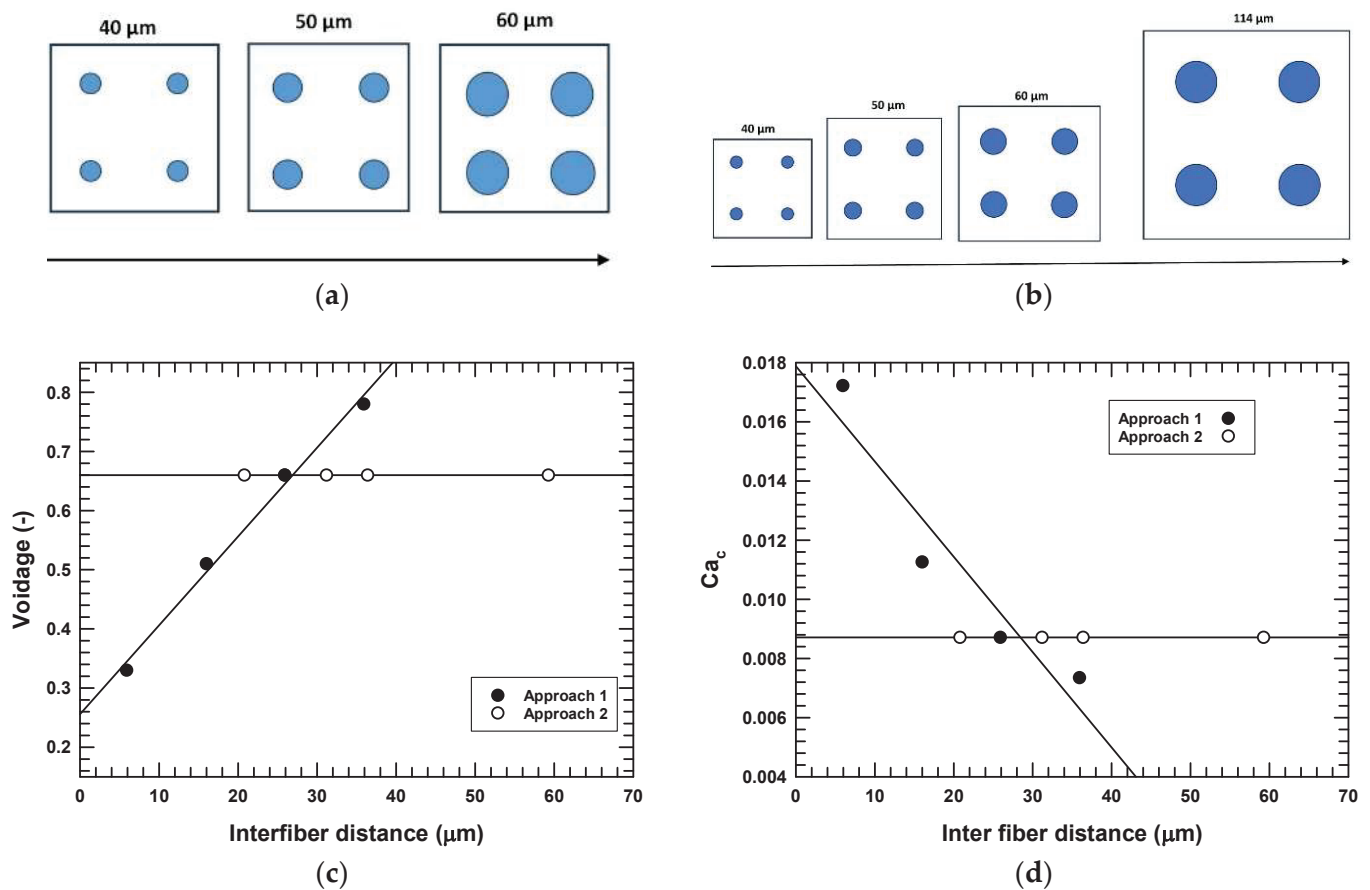 40 μm
50 μm
60 μm
(a)
40 μm
50 μm
60 μm
114 μm
(b)
Voidage (-)
0.8
0.7
0.6
0.5
0.4
0.3
0.2
Approach 1
Approach 2
0 10 20 30 40 50 60 70
Interfiber distance (μm)
(c)
Ca_c
0.018
0.016
0.014
0.012
0.010
0.008
0.006
0.004
Approach 1
Approach 2
0 10 20 30 40 50 60 70
Inter fiber distance (μm)
(d)